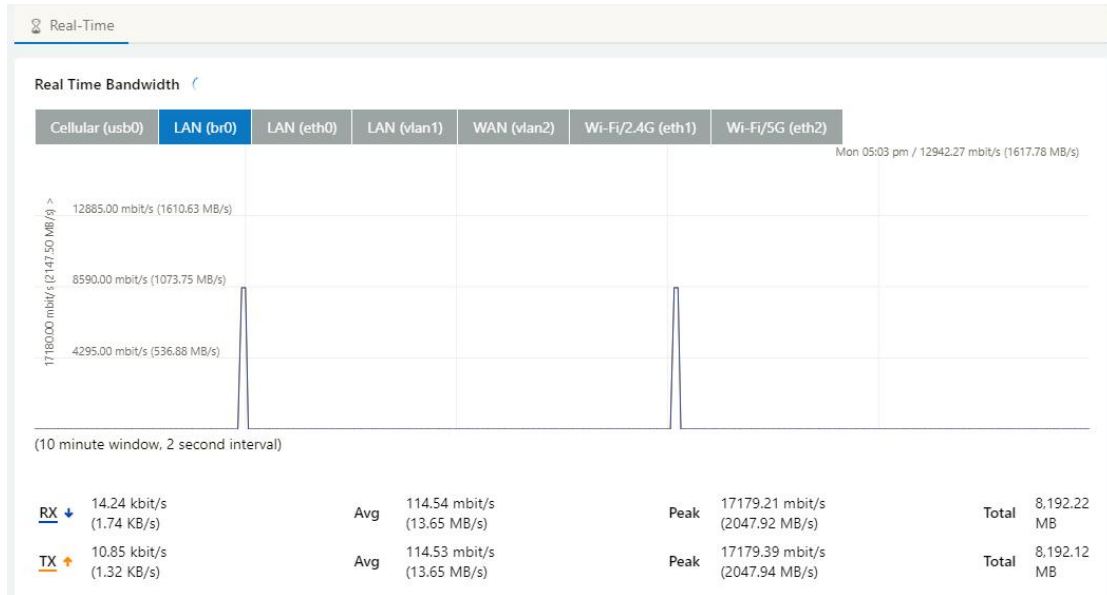 Real-Time
Real Time Bandwidth
Cellular (usb0) LAN (br0) LAN (eth0) LAN (vlan1) WAN (vlan2) Wi-Fi/2.4G (eth1) Wi-Fi/5G (eth2)
Mon 05:03 pm / 12942.27 mbit/s (1617.78 MB/s)
17180.00 mbit/s (2147.50 MB/s) >
12885.00 mbit/s (1610.63 MB/s)
8590.00 mbit/s (1073.75 MB/s)
4295.00 mbit/s (536.88 MB/s)
(10 minute window, 2 second interval)
RX ↓ 14.24 kbit/s Avg 114.54 mbit/s Peak 17179.21 mbit/s Total 8,192.22
(1.74 KB/s) (13.65 MB/s) (2047.92 MB/s) MB
TX ↑ 10.85 kbit/s Avg 114.53 mbit/s Peak 17179.39 mbit/s Total 8,192.12
(1.32 KB/s) (13.65 MB/s) (2047.94 MB/s) MB